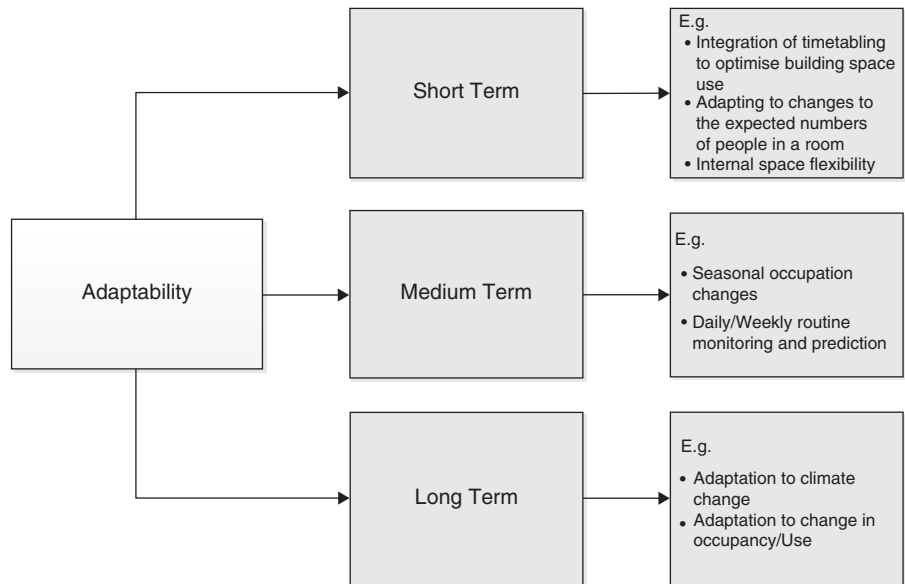 Adaptability
Short Term
E.g.
• Integration of timetabling
to optimise building space
use
• Adapting to changes to
the expected numbers
of people in a room
• Internal space flexibility
Medium Term
E.g.
• Seasonal occupation
changes
• Daily/Weekly routine
monitoring and prediction
Long Term
E.g.
• Adaptation to climate
change
• Adaptation to change in
occupancy/Use